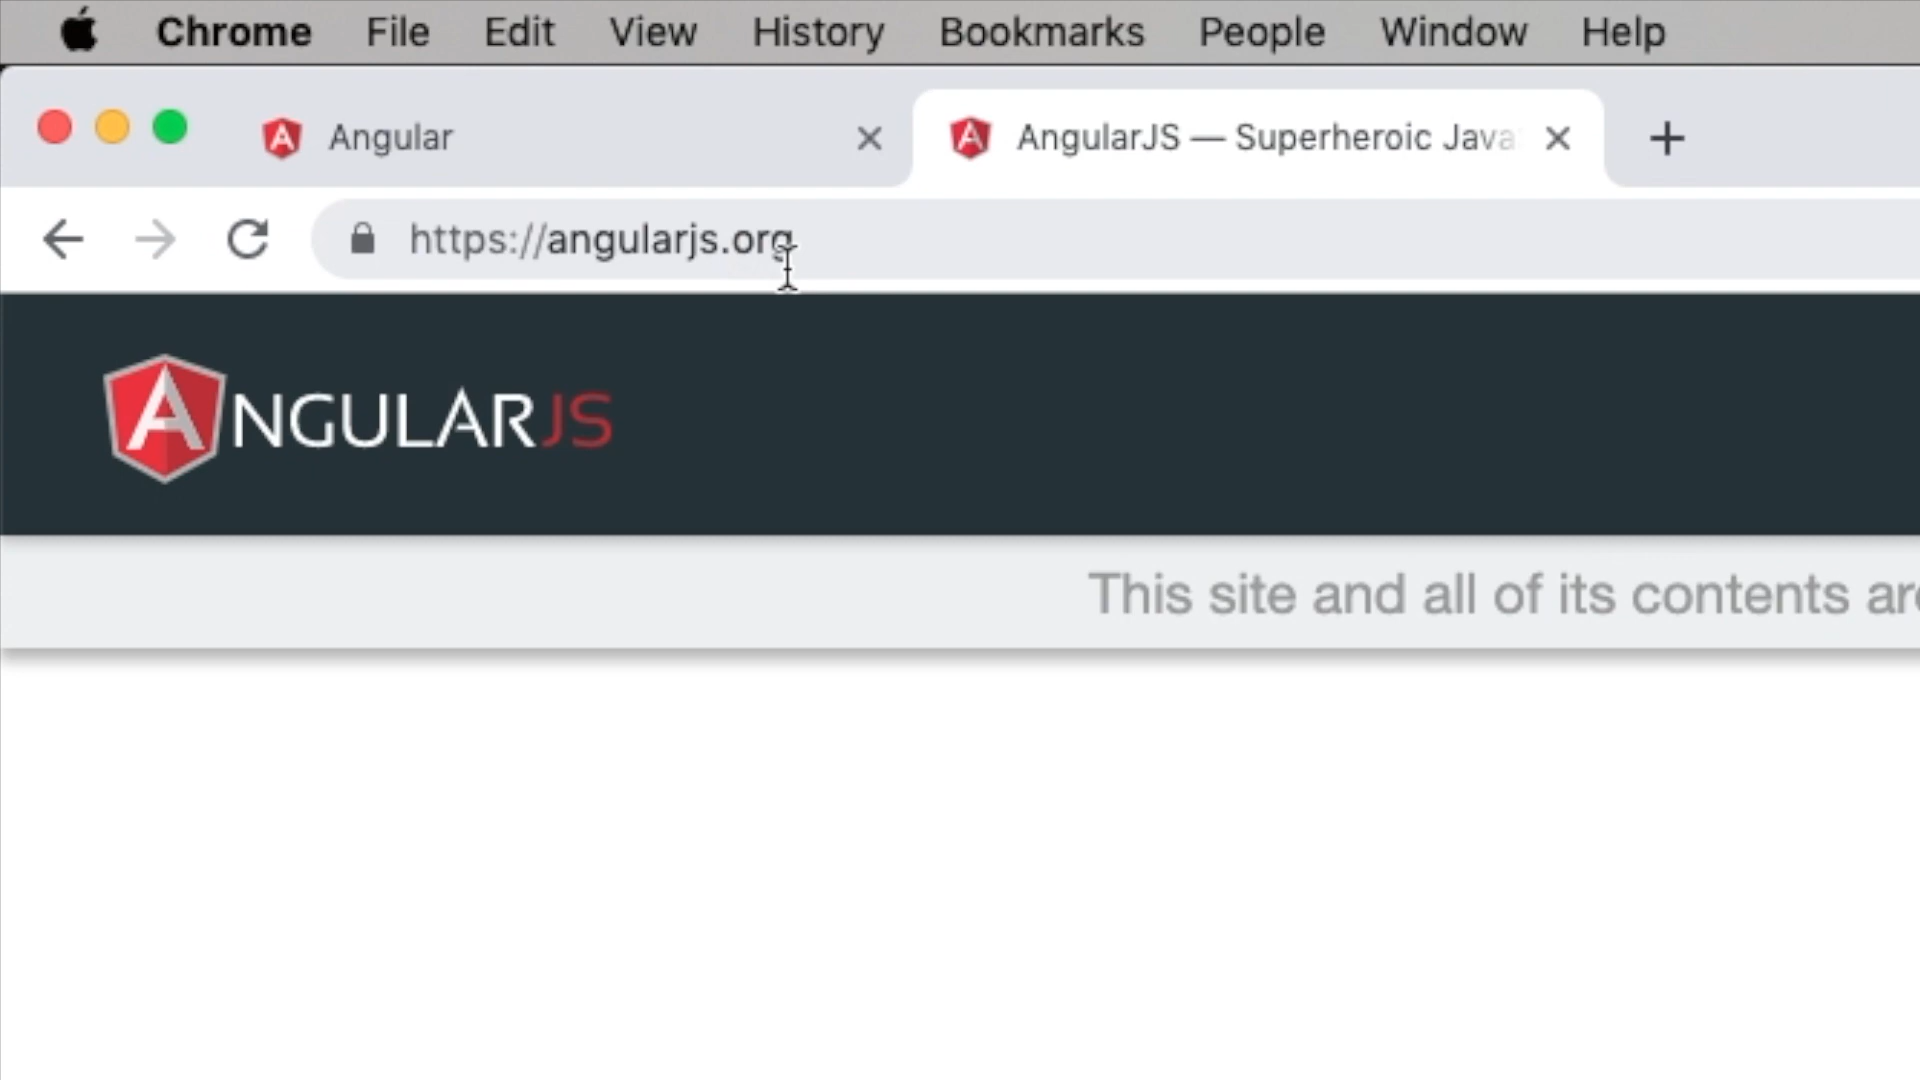 Chrome File Edit View History Bookmarks People Window Help
Angular AngularJS — Superheroic Java
https://angularjs.org
ANGULARJS
This site and all of its contents are